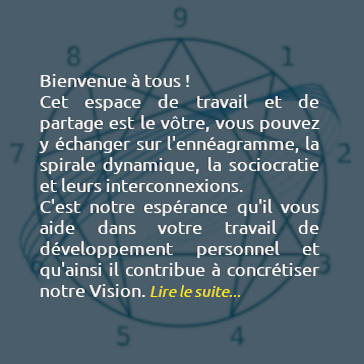 9
8
1
Bienvenue à tous !
Cet espace de travail et de
partage est le vôtre, vous pouvez
y échanger sur l'ennéagramme, la
7
2
spirale dynamique, la sociocratie
et leurs interconnexions.
C'est notre espérance qu'il vous
aide dans votre travail de
développement personnel et
6
3
qu'ainsi il contribue à concrétiser
notre Vision. Lire le suite...
5
4